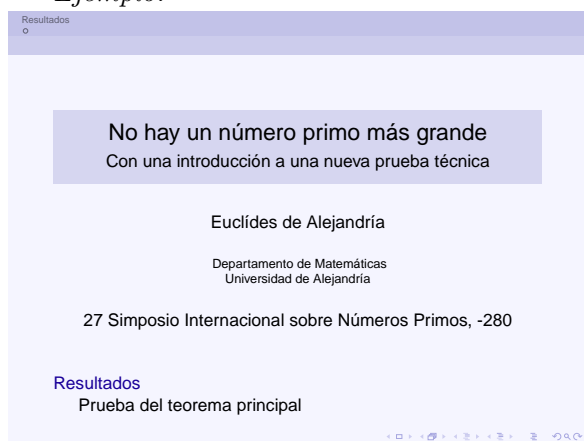 Ejemplo:
Resultados
No hay un número primo más grande
Con una introducción a una nueva prueba técnica
Euclídes de Alejandría
Departamento de Matemáticas
Universidad de Alejandría
27 Simposio Internacional sobre Números Primos, -280
Resultados
Prueba del teorema principal